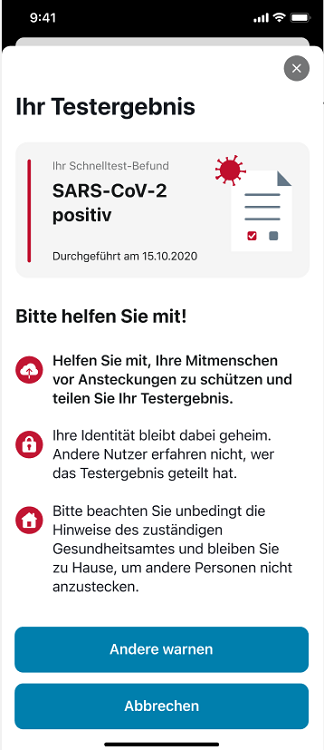 9:41
Ihr Testergebnis
Ihr Schnelltest-Befund
SARS-CoV-2
positiv
Durchgeführt am 15.10.2020
Bitte helfen Sie mit!
Helfen Sie mit, Ihre Mitmenschen
vor Ansteckungen zu schützen und
teilen Sie Ihr Testergebnis.
Ihre Identität bleibt dabei geheim.
Andere Nutzer erfahren nicht, wer
das Testergebnis geteilt hat.
Bitte beachten Sie unbedingt die
Hinweise des zuständigen
Gesundheitsamtes und bleiben Sie
zu Hause, um andere Personen nicht
anzustecken.
Andere warnen
Abbrechen